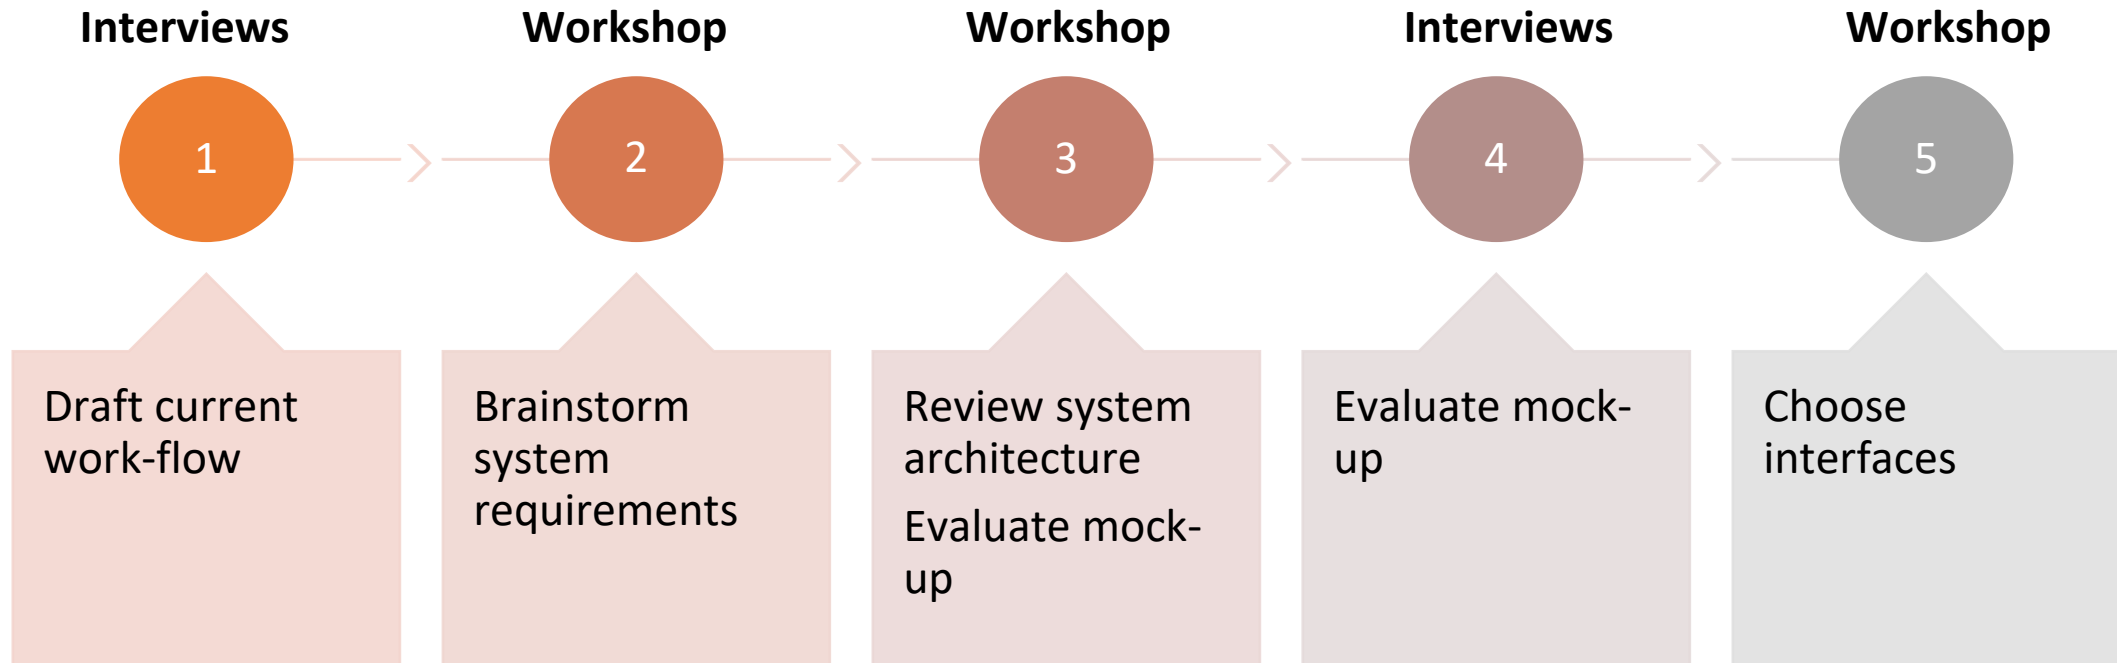 Interviews
Workshop
Workshop
Interviews
Workshop
1
2
3
4
5
Draft current
work-flow
Brainstorm
system
requirements
Review system
architecture
Evaluate mock-
up
Evaluate mock-
up
Choose
interfaces